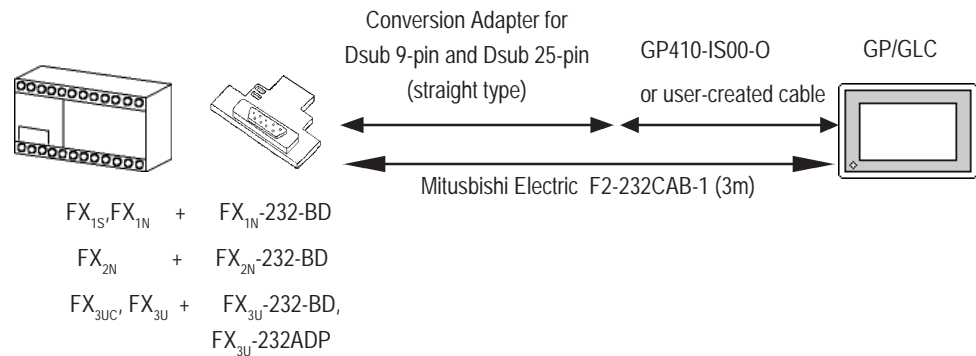 Conversion Adapter for
Dsub 9-pin and Dsub 25-pin
(straight type)
GP410-IS00-O
or user-created cable
GP/GLC
Mitusbishi Electric F2-232CAB-1 (3m)
FX1S,FX1N + FX1N-232-BD
FX2N + FX2N-232-BD
FX3UC, FX3U + FX3U-232-BD,
FX3U-232ADP